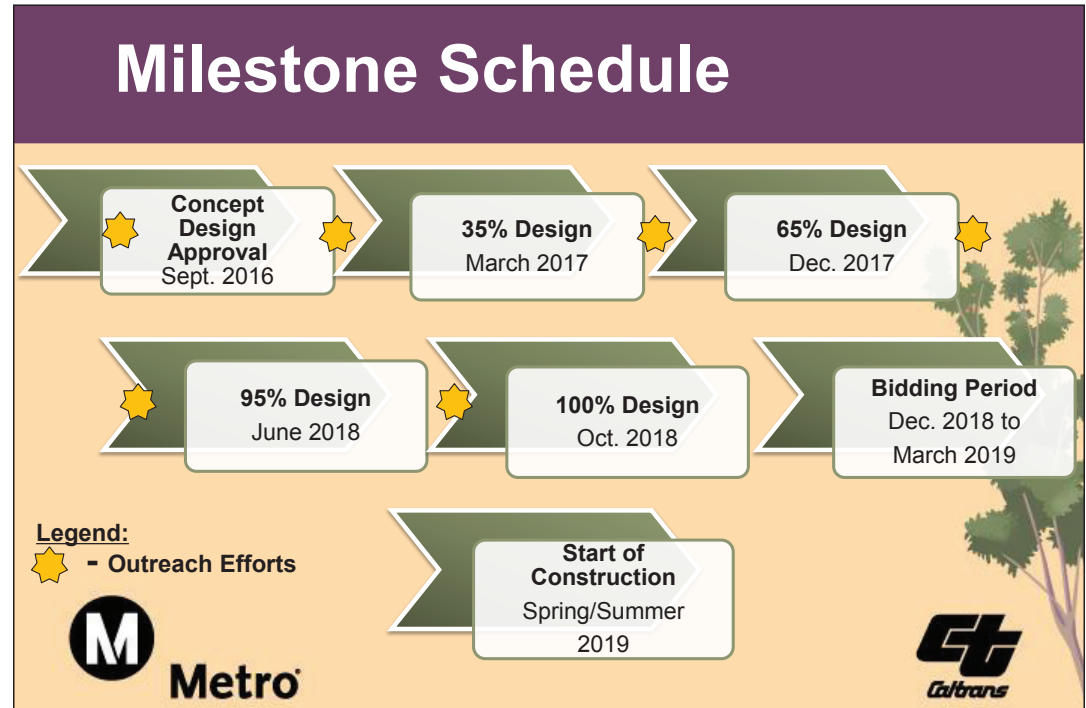 Milestone Schedule
Concept
Design
Approval
Sept. 2016
35% Design
March 2017
65% Design
Dec. 2017
95% Design
June 2018
100% Design
Oct. 2018
Bidding Period
Dec. 2018 to
March 2019
Legend:
- Outreach Efforts
Start of
Construction
Spring/Summer
2019
M
Metro
Ct
Caltrans